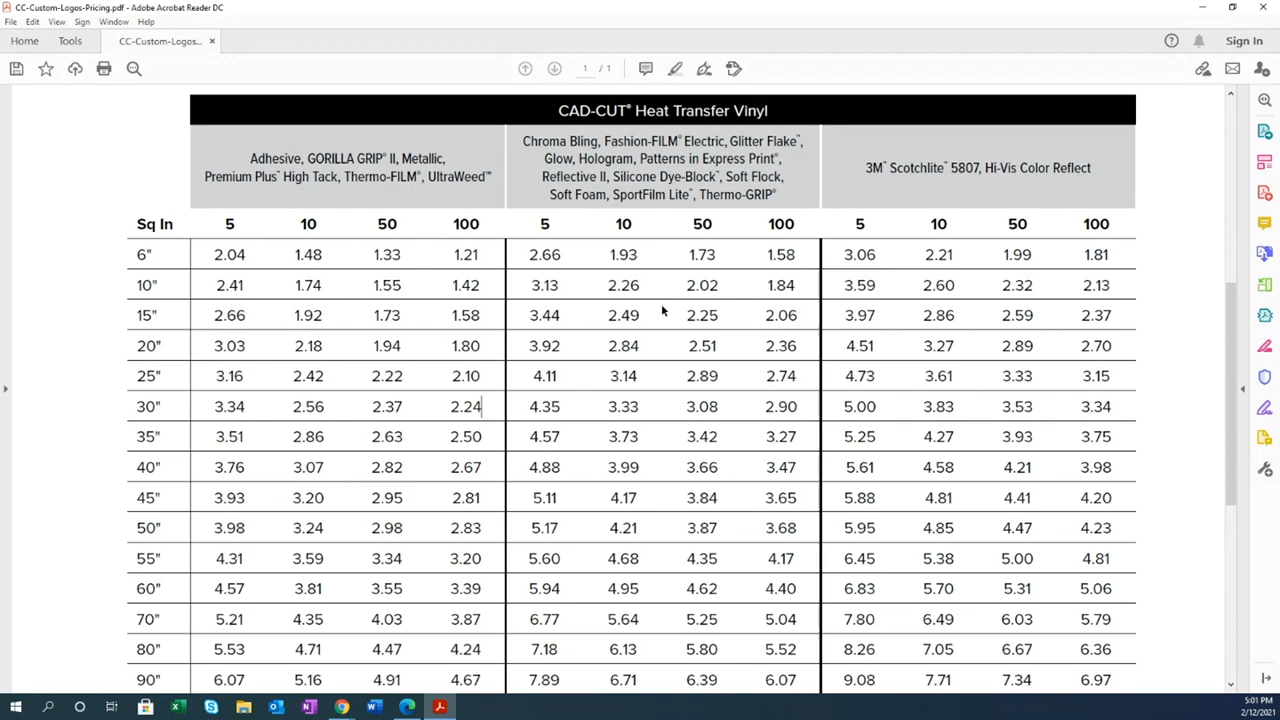 CC-Custom-Logos-Pricing.pdf - Adobe Acrobat Reader DC
File Edit View Sign Window Help
Home Tools CC-Custom-Logos... × Sign In
1 / 1
CAD-CUT® Heat Transfer Vinyl
Adhesive, GORILLA GRIP® II, Metallic,
Premium Plus™ High Tack, Thermo-FILM®, UltraWeed™
Chroma Bling, Fashion-FILM® Electric, Glitter Flake™,
Glow, Hologram, Patterns in Express Print®,
Reflective II, Silicone Dye-Block™, Soft Flock,
Soft Foam, SportFilm Lite™, Thermo-GRIP®
3M™ Scotchlite™ 5807, Hi-Vis Color Reflect
Sq In 5 10 50 100 5 10 50 100 5 10 50 100
6" 2.04 1.48 1.33 1.21 2.66 1.93 1.73 1.58 3.06 2.21 1.99 1.81
10" 2.41 1.74 1.55 1.42 3.13 2.26 2.02 1.84 3.59 2.60 2.32 2.13
15" 2.66 1.92 1.73 1.58 3.44 2.49 2.25 2.06 3.97 2.86 2.59 2.37
20" 3.03 2.18 1.94 1.80 3.92 2.84 2.51 2.36 4.51 3.27 2.89 2.70
25" 3.16 2.42 2.22 2.10 4.11 3.14 2.89 2.74 4.73 3.61 3.33 3.15
30" 3.34 2.56 2.37 2.24 4.35 3.33 3.08 2.90 5.00 3.83 3.53 3.34
35" 3.51 2.86 2.63 2.50 4.57 3.73 3.42 3.27 5.25 4.27 3.93 3.75
40" 3.76 3.07 2.82 2.67 4.88 3.99 3.66 3.47 5.61 4.58 4.21 3.98
45" 3.93 3.20 2.95 2.81 5.11 4.17 3.84 3.65 5.88 4.81 4.41 4.20
50" 3.98 3.24 2.98 2.83 5.17 4.21 3.87 3.68 5.95 4.85 4.47 4.23
55" 4.31 3.59 3.34 3.20 5.60 4.68 4.35 4.17 6.45 5.38 5.00 4.81
60" 4.57 3.81 3.55 3.39 5.94 4.95 4.62 4.40 6.83 5.70 5.31 5.06
70" 5.21 4.35 4.03 3.87 6.77 5.64 5.25 5.04 7.80 6.49 6.03 5.79
80" 5.53 4.71 4.47 4.24 7.18 6.13 5.80 5.52 8.26 7.05 6.67 6.36
90" 6.07 5.16 4.91 4.67 7.89 6.71 6.39 6.07 9.08 7.71 7.34 6.97
5:01 PM
2/12/2021